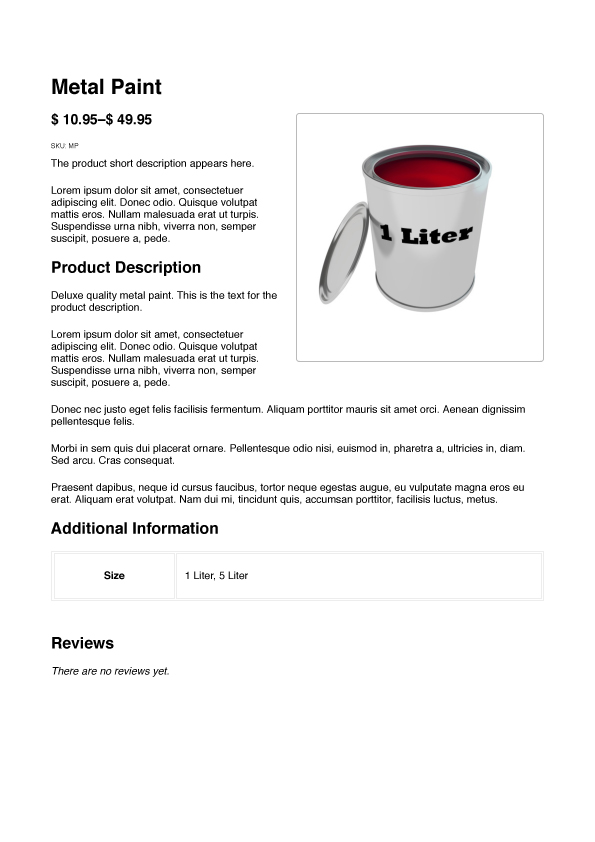 Metal Paint
$ 10.95–$ 49.95
SKU: MP
The product short description appears here.
Lorem ipsum dolor sit amet, consectetuer
adipiscing elit. Donec odio. Quisque volutpat
mattis eros. Nullam malesuada erat ut turpis.
Suspendisse urna nibh, viverra non, semper
suscipit, posuere a, pede.
1 Liter
Product Description
Deluxe quality metal paint. This is the text for the
product description.
Lorem ipsum dolor sit amet, consectetuer
adipiscing elit. Donec odio. Quisque volutpat
mattis eros. Nullam malesuada erat ut turpis.
Suspendisse urna nibh, viverra non, semper
suscipit, posuere a, pede.
Donec nec justo eget felis facilisis fermentum. Aliquam porttitor mauris sit amet orci. Aenean dignissim
pellentesque felis.
Morbi in sem quis dui placerat ornare. Pellentesque odio nisi, euismod in, pharetra a, ultricies in, diam.
Sed arcu. Cras consequat.
Praesent dapibus, neque id cursus faucibus, tortor neque egestas augue, eu vulputate magna eros eu
erat. Aliquam erat volutpat. Nam dui mi, tincidunt quis, accumsan porttitor, facilisis luctus, metus.
Additional Information
Size 1 Liter, 5 Liter
Reviews
There are no reviews yet.